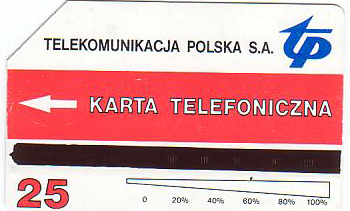 TELEKOMUNIKACJA POLSKA S.A. tp
KARTA TELEFONICZNA
25
0 20% 40% 60% 80% 100%